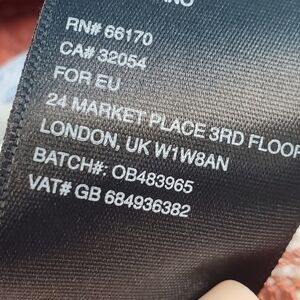 RN# 66170
CA# 32054
FOR EU
24 MARKET PLACE 3RD FLOOR
LONDON, UK W1W8AN
BATCH#: OB483965
VAT# GB 684936382